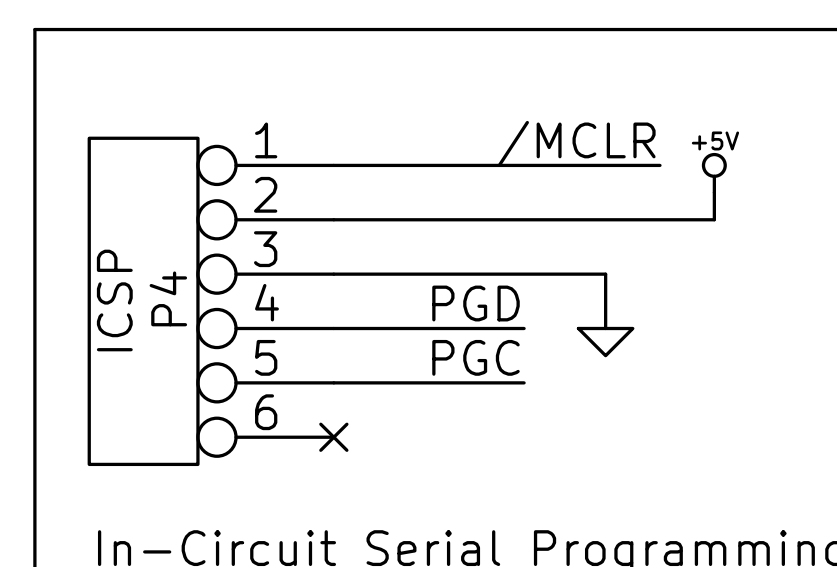 1 /MCLR +5V
2
3
4 PGD
5 PGC
6
ICSP
P4
In-Circuit Serial Programming